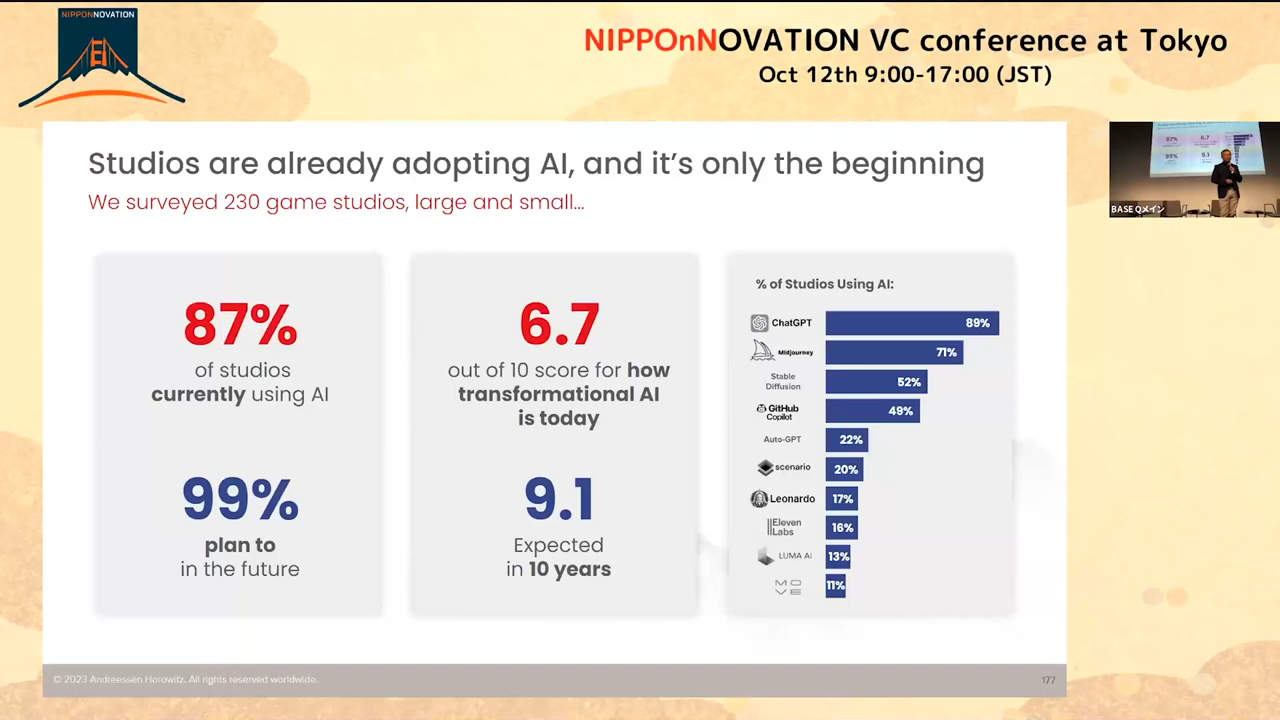 NIPPONNOVATION
NIPPOnNOVATION VC conference at Tokyo
Oct 12th 9:00-17:00 (JST)
Studios are already adopting AI, and it's only the beginning
We surveyed 230 game studios, large and small...
87%
of studios
currently using AI
99%
plan to
in the future
6.7
out of 10 score for how
transformational AI
is today
9.1
Expected
in 10 years
% of Studios Using AI:
ChatGPT 89%
Midjourney 71%
Stable
Diffusion 52%
GitHub
Copilot 49%
Auto-GPT 22%
scenario 20%
Leonardo 17%
Eleven
Labs 16%
LUMA AI 13%
MOVE 11%
BASE Qメイン
© 2023 Andreessen Horowitz. All rights reserved worldwide.
177